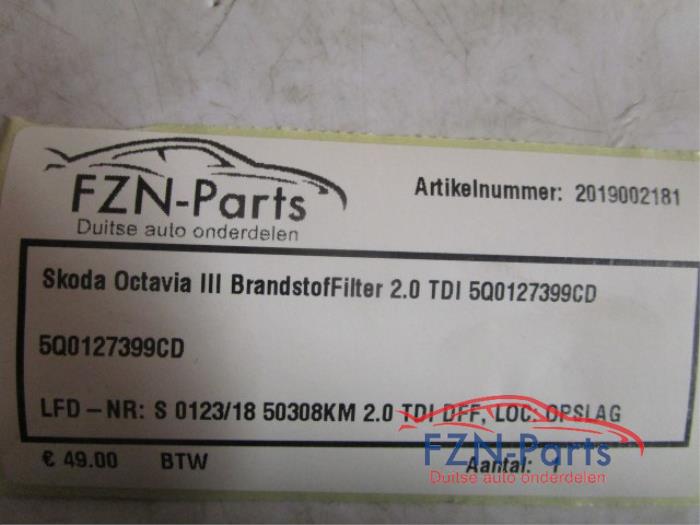 FZN-Parts
Duitse auto onderdelen
Artikelnummer: 2019002181
Skoda Octavia III BrandstofFilter 2.0 TDI 5Q0127399CD
5Q0127399CD
LFD-NR: S 0123/18 50308KM 2.0 TDI DFF, LOC: OPSLAG
€ 49.00 BTW Aantal: 1
FZN-Parts
Duitse auto onderdelen